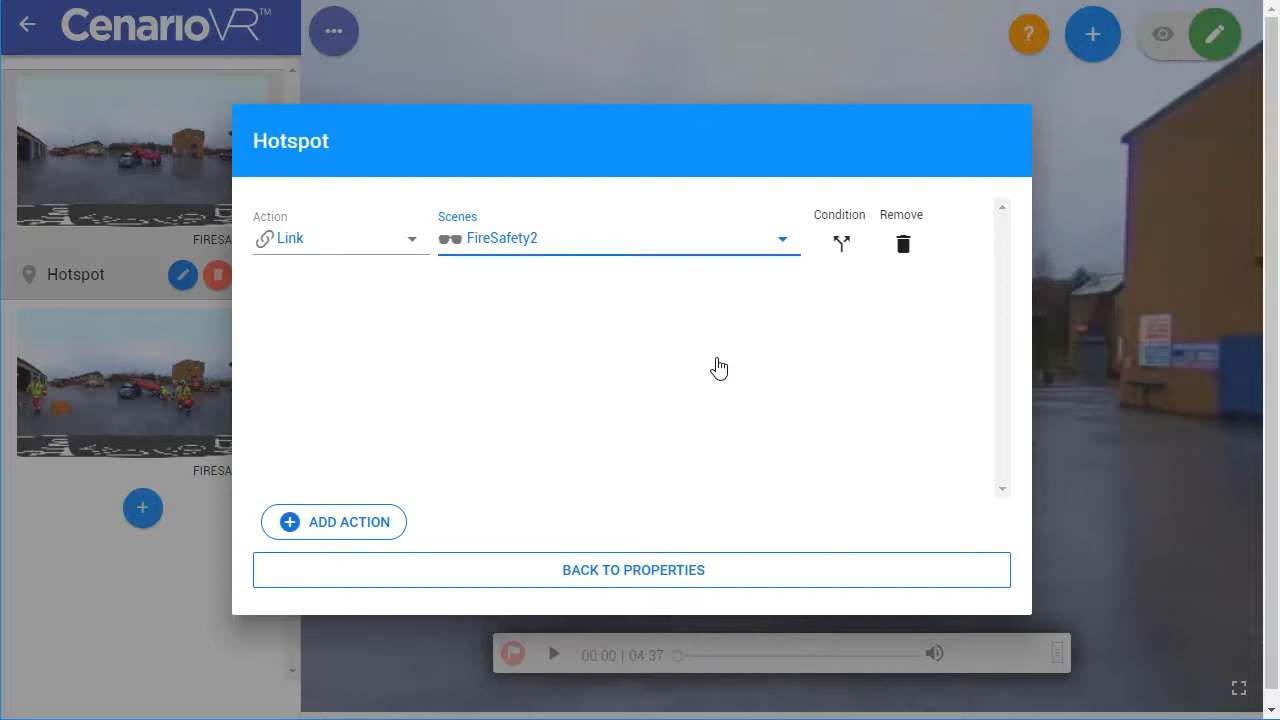 CenarioVR™
?
FIRESA
Hotspot
FIRESA
Hotspot
Action
Scenes
Condition
Remove
Link
FireSafety2
ADD ACTION
BACK TO PROPERTIES
00:00 | 04:37